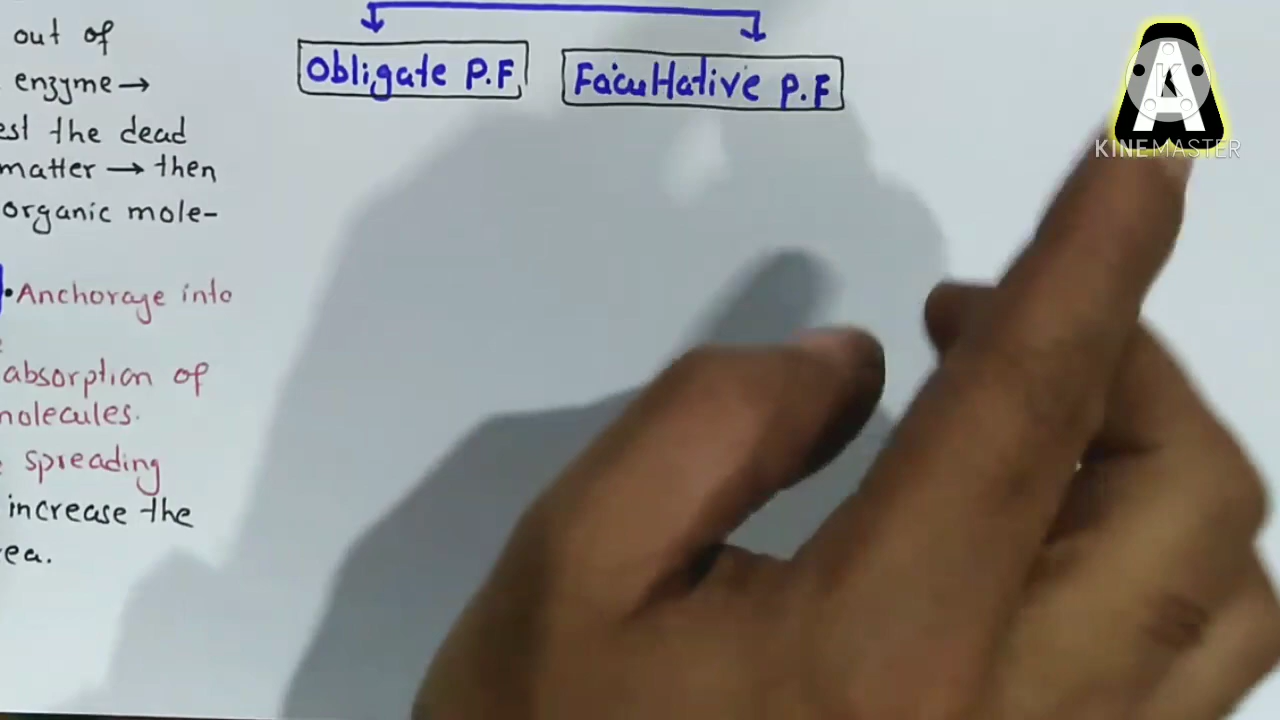 out of
enzyme →
est the dead
matter → then
organic mole-
• Anchorage into
absorption of
nolecules.
spreading
increase the
ea.
Obligate P.F
Facultative P.F
K
A
KINEMASTER